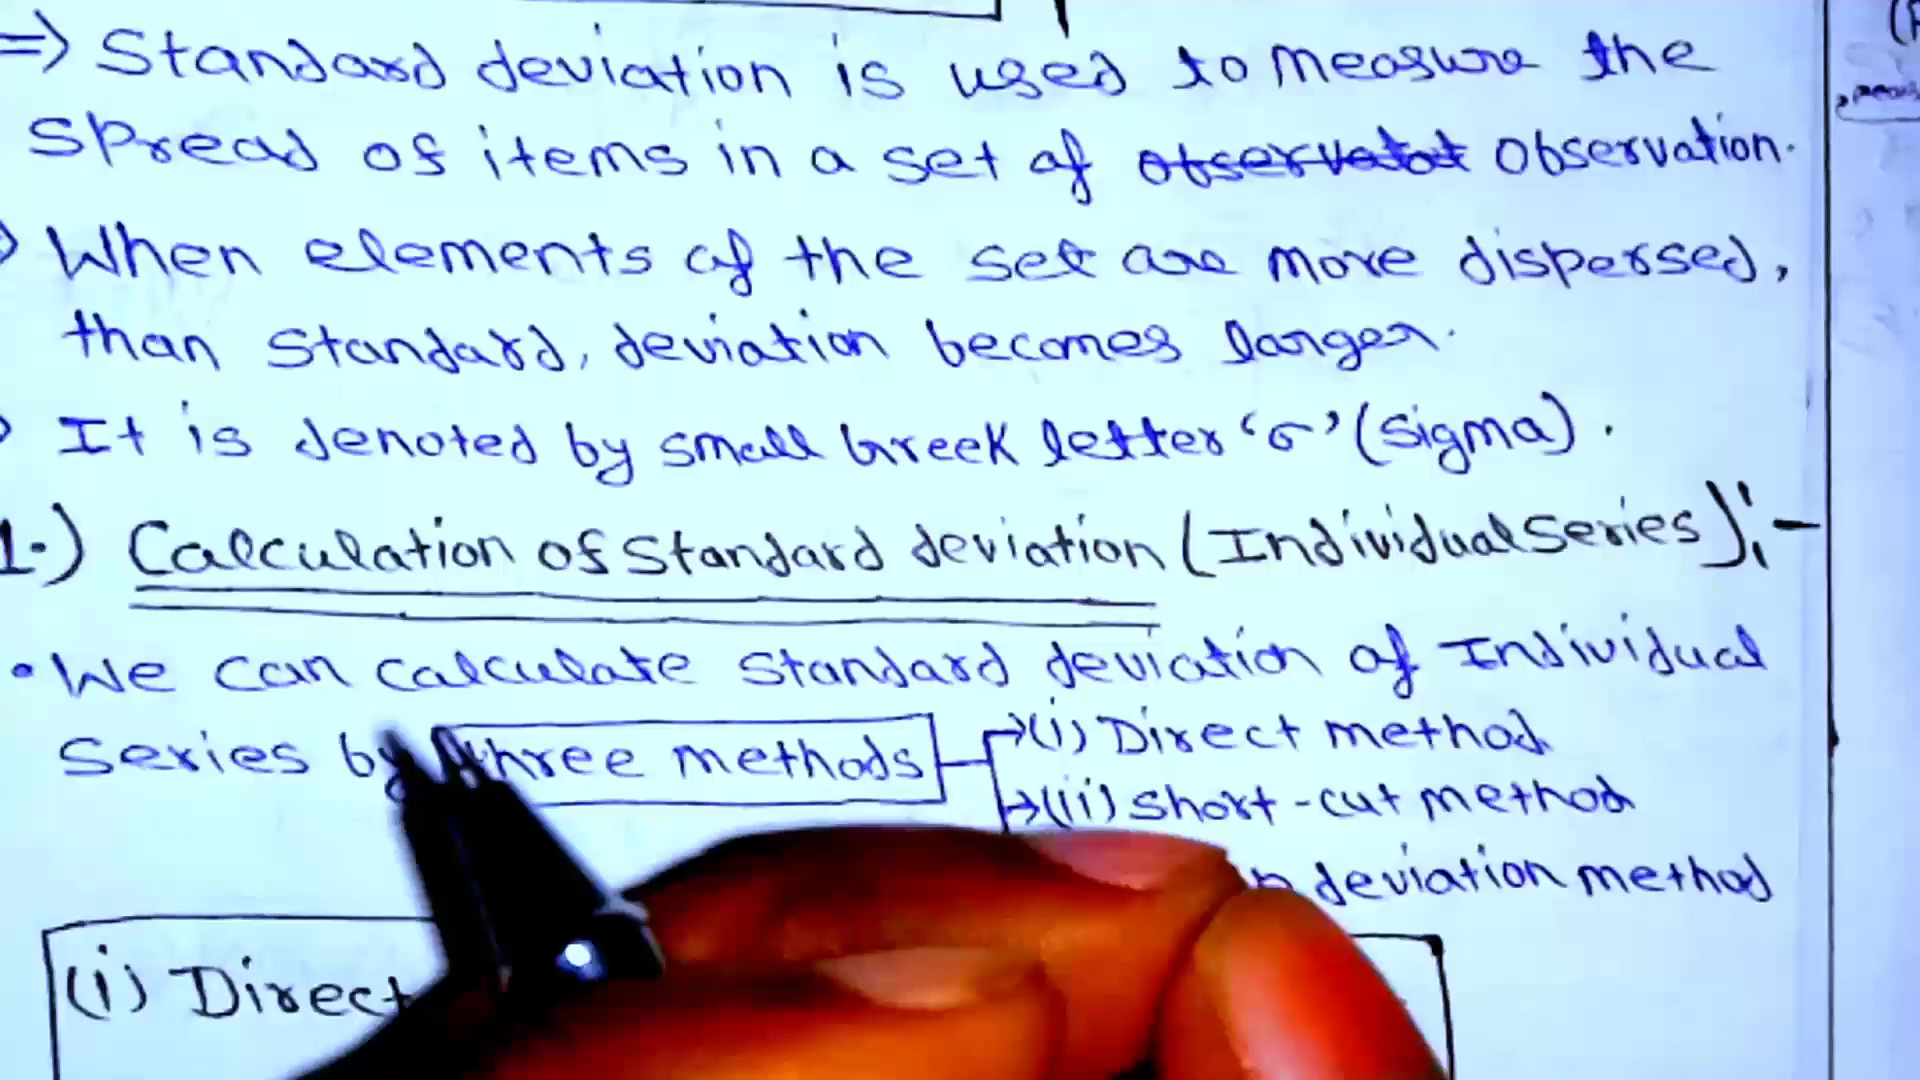 => Standard deviation is used to measure the
spread of items in a set of observation.
When elements of the set are more dispersed,
than standard, deviation becomes larger.
It is denoted by small Greek letter 'σ' (sigma).
1.) Calculation of Standard deviation (Individual Series):-
• We can calculate standard deviation of Individual
Series by three methods →(i) Direct method
→(ii) short-cut method
deviation method
(i) Direct